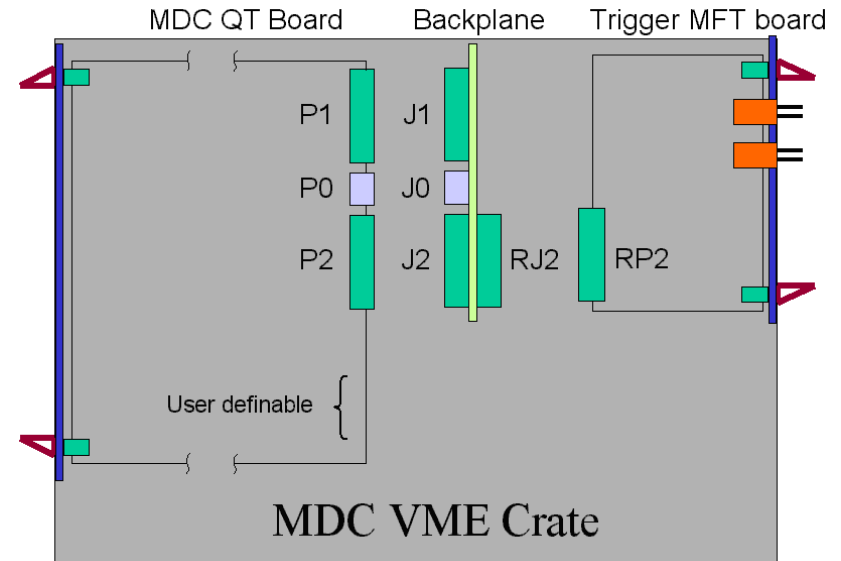 MDC QT Board
Backplane
Trigger MFT board
P1
J1
P0
J0
P2
J2
RJ2
RP2
User definable
MDC VME Crate